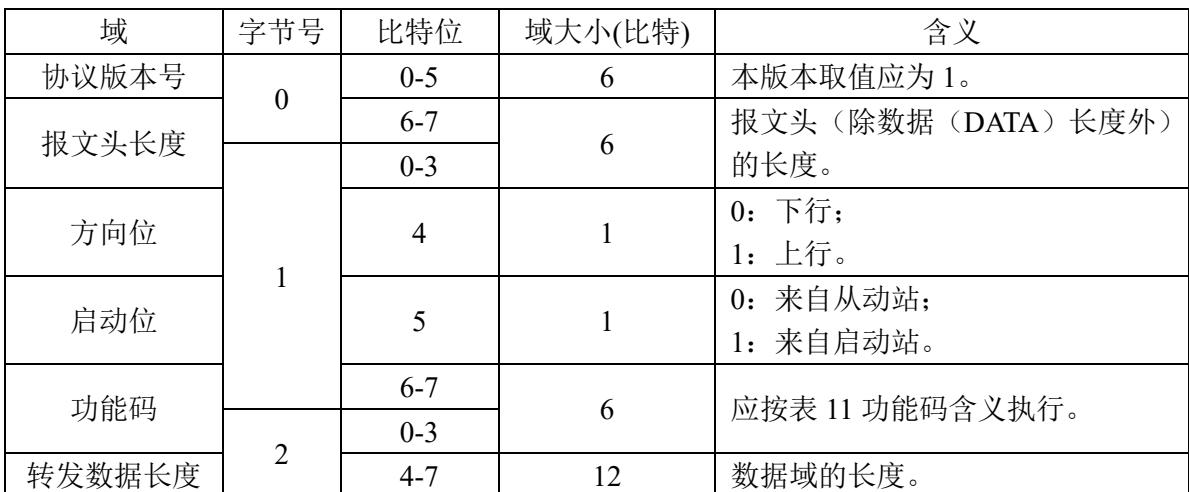 域 字节号 比特位 域大小(比特) 含义
协议版本号 0 0-5 6 本版本取值应为 1。
报文头长度 6-7 6 报文头（除数据（DATA）长度外）
的长度。
1 0-3
方向位 4 1 0：下行；
1：上行。
启动位 5 1 0：来自从动站；
1：来自启动站。
功能码 6-7 6 应按表 11 功能码含义执行。
2 0-3
转发数据长度 4-7 12 数据域的长度。